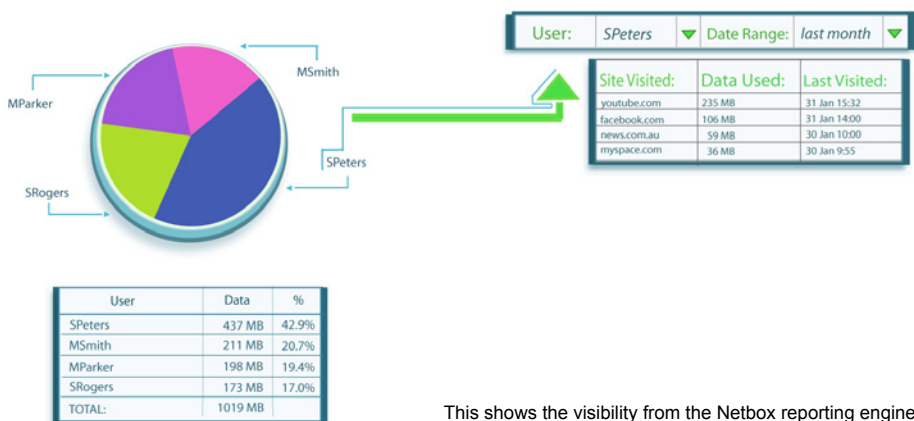 MSmith
MParker
SPeters
SRogers
User: SPeters Date Range: last month
Site Visited: Data Used: Last Visited:
youtube.com 235 MB 31 Jan 15:32
facebook.com 106 MB 31 Jan 14:00
news.com.au 59 MB 30 Jan 10:00
myspace.com 36 MB 30 Jan 9:55
User Data %
SPeters 437 MB 42.9%
MSmith 211 MB 20.7%
MParker 198 MB 19.4%
SRogers 173 MB 17.0%
TOTAL: 1019 MB
This shows the visibility from the Netbox reporting engine